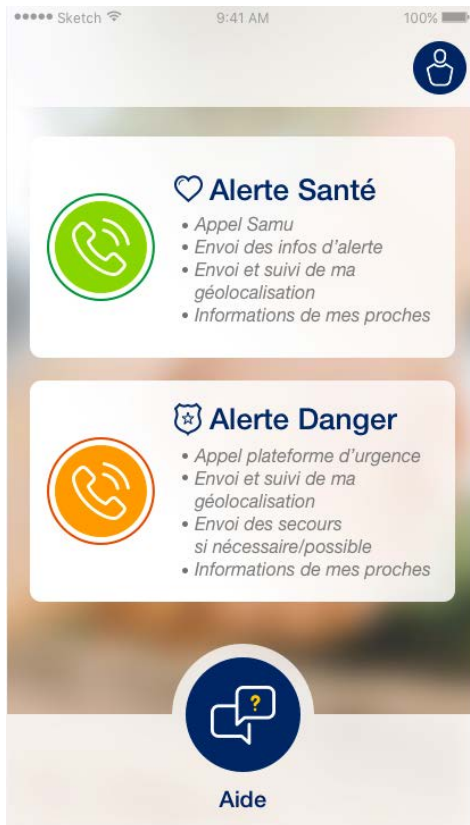 Sketch 9:41 AM 100%
Alerte Santé
• Appel Samu
• Envoi des infos d'alerte
• Envoi et suivi de ma
géolocalisation
• Informations de mes proches
Alerte Danger
• Appel plateforme d'urgence
• Envoi et suivi de ma
géolocalisation
• Envoi des secours
si nécessaire/possible
• Informations de mes proches
?
Aide